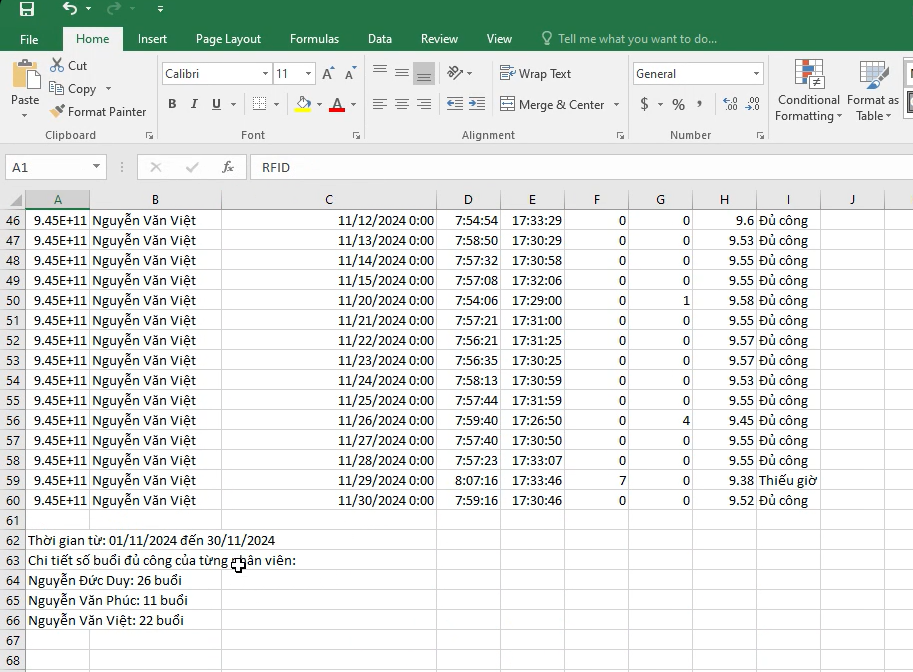 File Home Insert Page Layout Formulas Data Review View Tell me what you want to do...
Cut
Copy
Format Painter
Paste
Clipboard
Calibri 11
B I U
Font
Wrap Text
Merge & Center
Alignment
General
$ % ,
Number
Conditional Formatting
Format as Table
A1 fx RFID
A B C D E F G H I J
46 9.45E+11 Nguyễn Văn Việt 11/12/2024 0:00 7:54:54 17:33:29 0 0 9.6 Đủ công
47 9.45E+11 Nguyễn Văn Việt 11/13/2024 0:00 7:58:50 17:30:29 0 0 9.53 Đủ công
48 9.45E+11 Nguyễn Văn Việt 11/14/2024 0:00 7:57:32 17:30:58 0 0 9.55 Đủ công
49 9.45E+11 Nguyễn Văn Việt 11/15/2024 0:00 7:57:08 17:32:06 0 0 9.55 Đủ công
50 9.45E+11 Nguyễn Văn Việt 11/20/2024 0:00 7:54:06 17:29:00 0 1 9.58 Đủ công
51 9.45E+11 Nguyễn Văn Việt 11/21/2024 0:00 7:57:21 17:31:00 0 0 9.55 Đủ công
52 9.45E+11 Nguyễn Văn Việt 11/22/2024 0:00 7:56:21 17:31:25 0 0 9.57 Đủ công
53 9.45E+11 Nguyễn Văn Việt 11/23/2024 0:00 7:56:35 17:30:25 0 0 9.57 Đủ công
54 9.45E+11 Nguyễn Văn Việt 11/24/2024 0:00 7:58:13 17:30:59 0 0 9.53 Đủ công
55 9.45E+11 Nguyễn Văn Việt 11/25/2024 0:00 7:57:44 17:31:59 0 0 9.55 Đủ công
56 9.45E+11 Nguyễn Văn Việt 11/26/2024 0:00 7:59:40 17:26:50 0 4 9.45 Đủ công
57 9.45E+11 Nguyễn Văn Việt 11/27/2024 0:00 7:57:40 17:30:50 0 0 9.55 Đủ công
58 9.45E+11 Nguyễn Văn Việt 11/28/2024 0:00 7:57:23 17:33:07 0 0 9.55 Đủ công
59 9.45E+11 Nguyễn Văn Việt 11/29/2024 0:00 8:07:16 17:33:46 7 0 9.38 Thiếu giờ
60 9.45E+11 Nguyễn Văn Việt 11/30/2024 0:00 7:59:16 17:30:46 0 0 9.52 Đủ công
61
62 Thời gian từ: 01/11/2024 đến 30/11/2024
63 Chi tiết số buổi đủ công của từng nhân viên:
64 Nguyễn Đức Duy: 26 buổi
65 Nguyễn Văn Phúc: 11 buổi
66 Nguyễn Văn Việt: 22 buổi
67
68